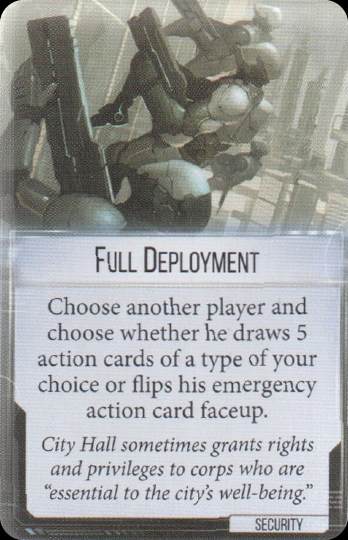 FULL DEPLOYMENT
Choose another player and
choose whether he draws 5
action cards of a type of your
choice or flips his emergency
action card faceup.
City Hall sometimes grants rights
and privileges to corps who are
“essential to the city’s well-being.”
SECURITY